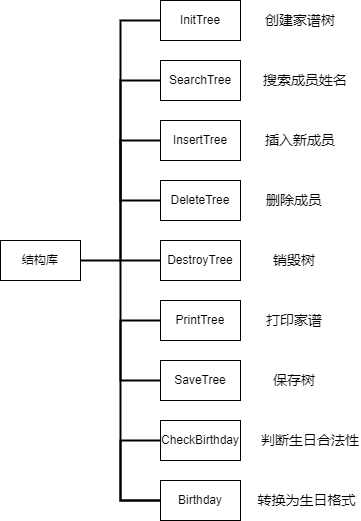 InitTree 创建家谱树
SearchTree 搜索成员姓名
InsertTree 插入新成员
DeleteTree 删除成员
结构库 DestroyTree 销毁树
PrintTree 打印家谱
SaveTree 保存树
CheckBirthday 判断生日合法性
Birthday 转换为生日格式